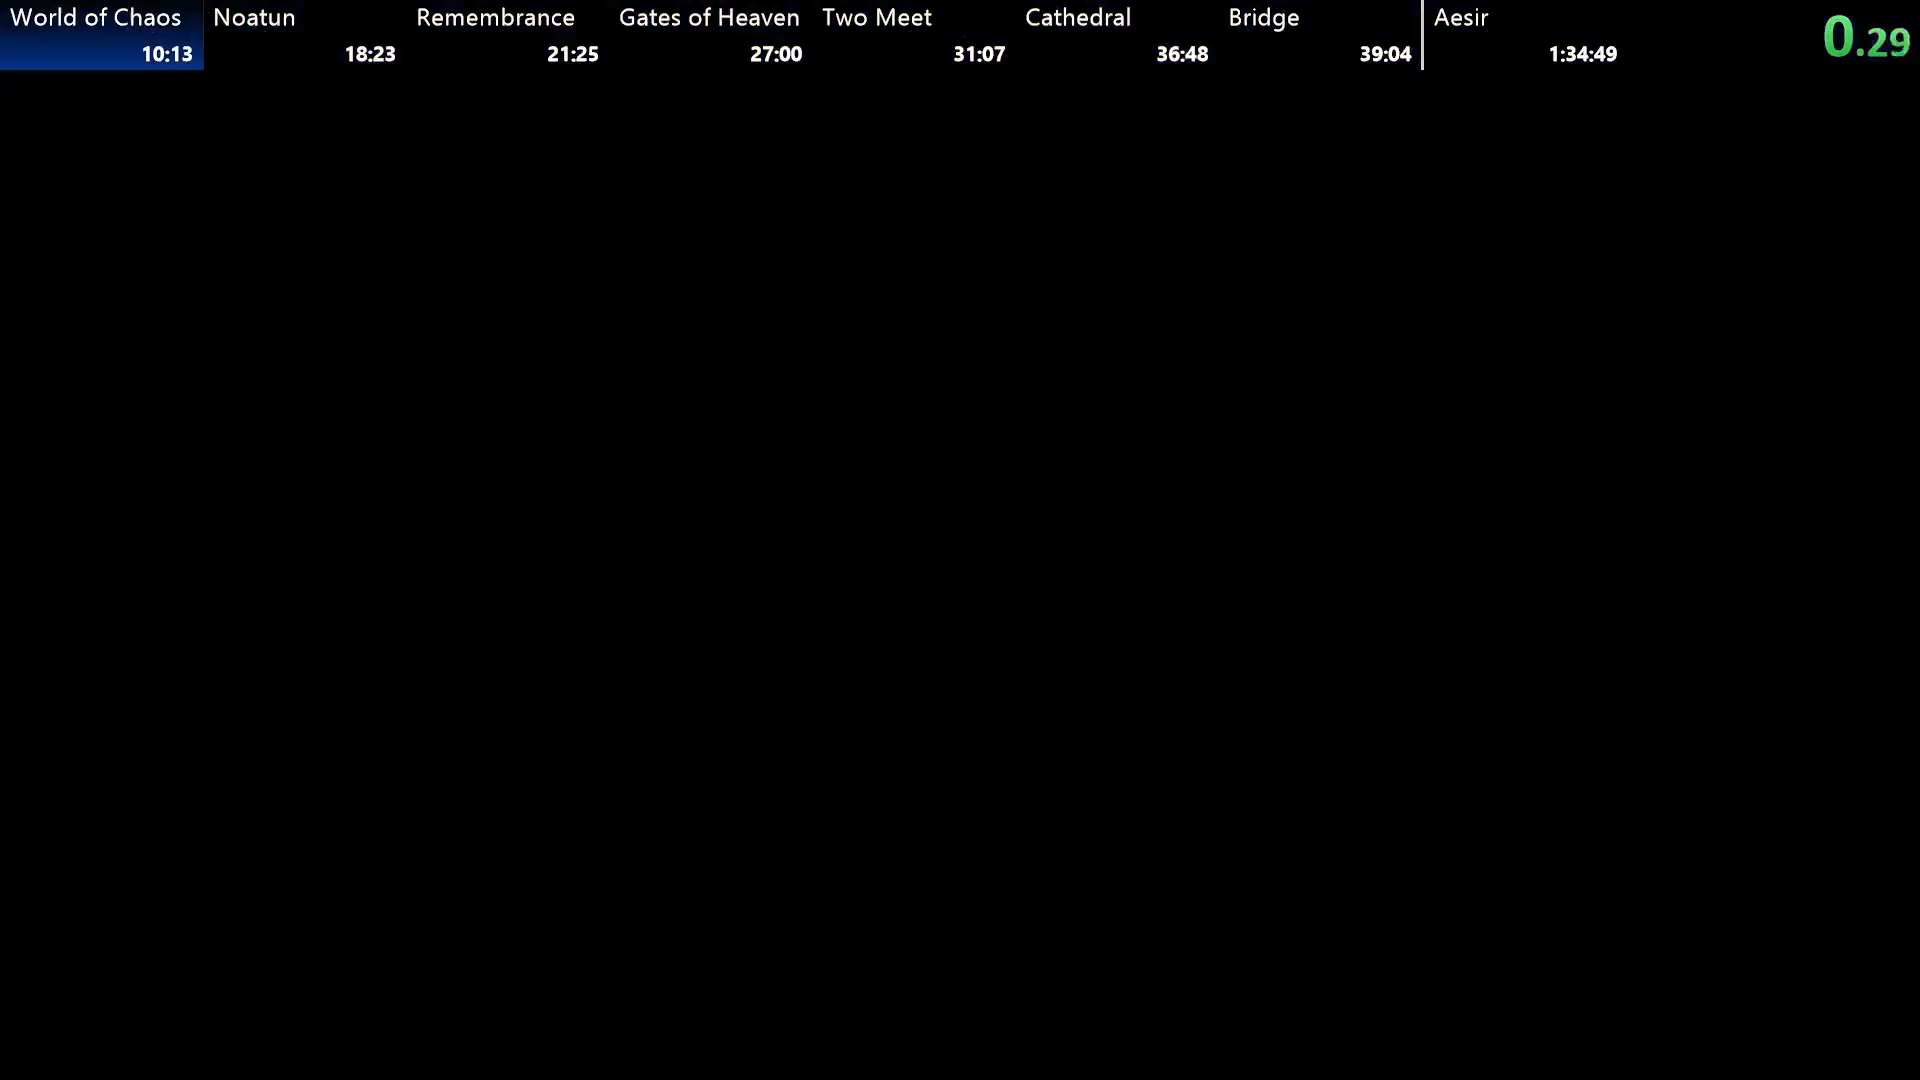 World of Chaos Noatun Remembrance Gates of Heaven Two Meet Cathedral Bridge Aesir 0.29
10:13 18:23 21:25 27:00 31:07 36:48 39:04 1:34:49